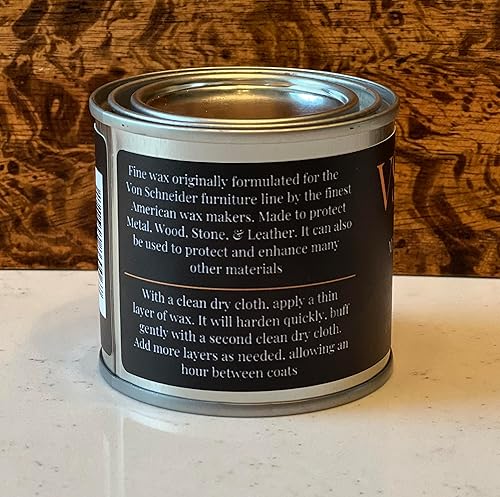 Fine wax originally formulated for the
Von Schneider furniture line by the finest
American wax makers. Made to protect
Metal, Wood, Stone, & Leather. It can also
be used to protect and enhance many
other materials
With a clean dry cloth, apply a thin
layer of wax. It will harden quickly, buff
gently with a second clean dry cloth.
Add more layers as needed, allowing an
hour between coats